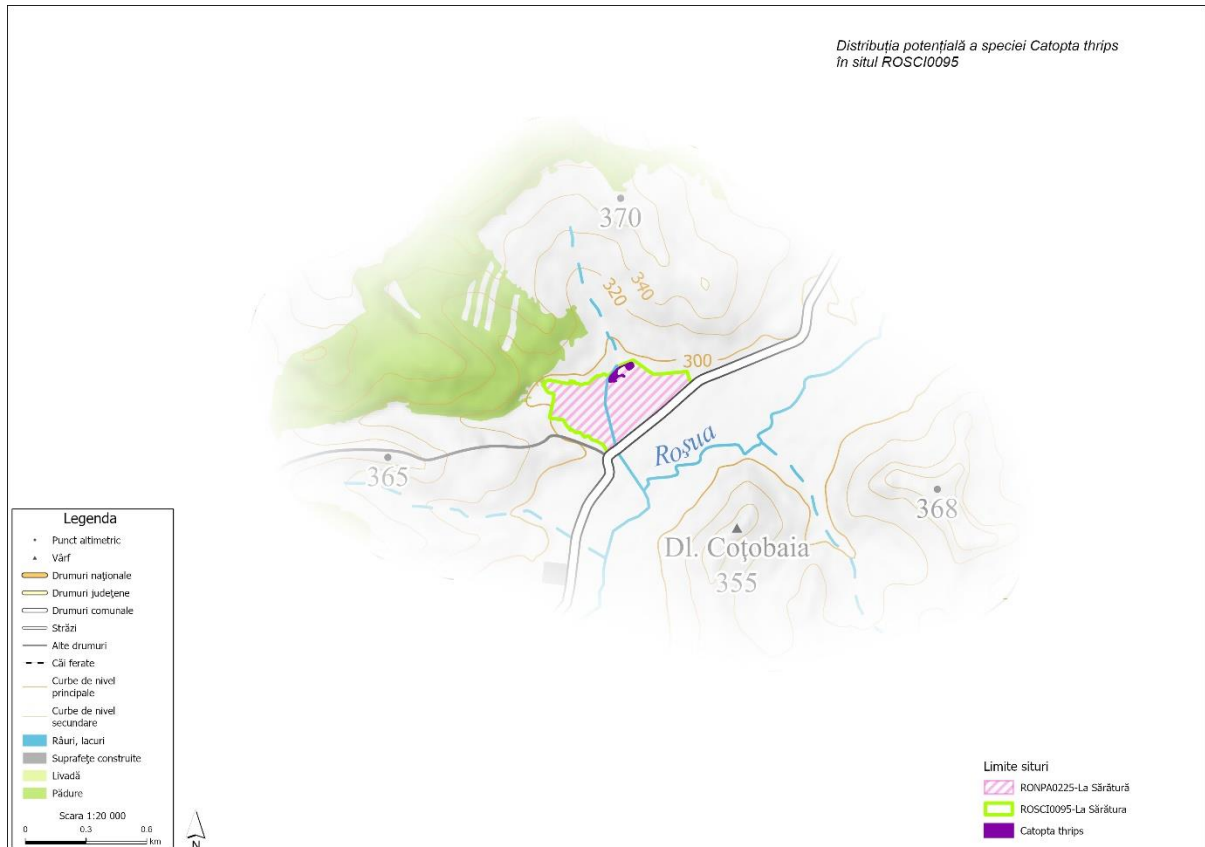 Distribuția potențială a speciei Catopta thrips
în situl ROSCI0095
370
340
320
300
Roșua
365
368
Dl. Coțobaia
355
Legenda
Punct altimetric
Vârf
Drumuri naționale
Drumuri județene
Drumuri comunale
Străzi
Alte drumuri
Căi ferate
Curbe de nivel
principale
Curbe de nivel
secundare
Râuri, lacuri
Suprafețe construite
Livadă
Pădure
Scara 1:20 000
0 0.3 0.6
km
N
Limite situri
RONPA0225-La Sărătură
ROSCI0095-La Sărătura
Catopta thrips